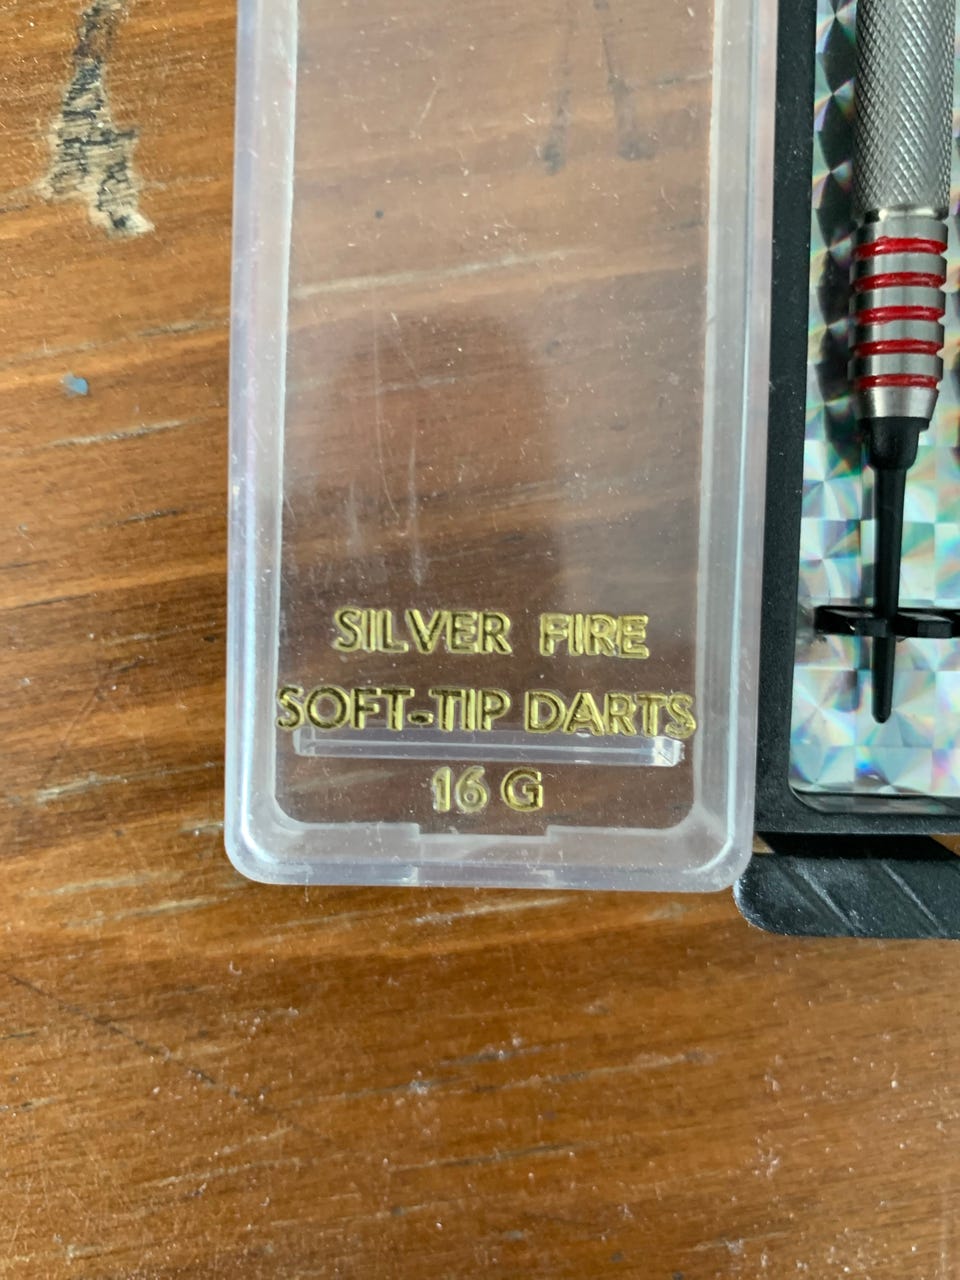 SILVER FIRE
SOFT-TIP DARTS
16 G